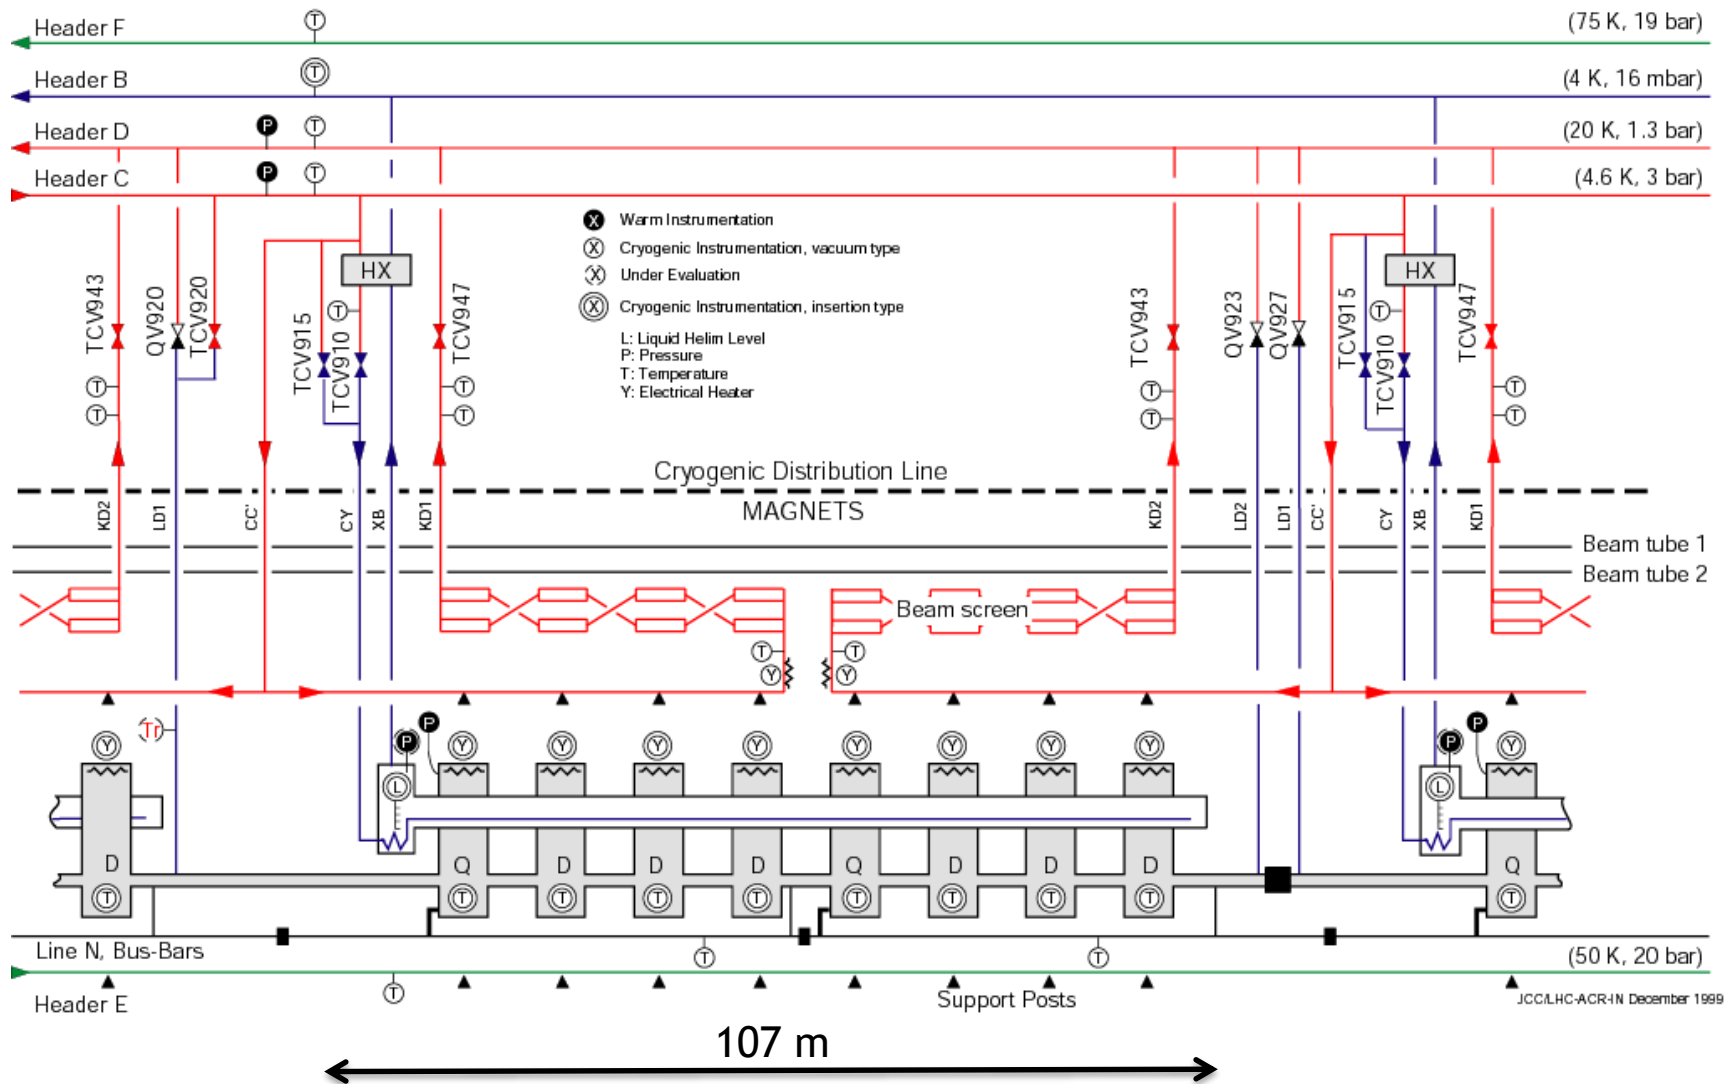 Header F
T
(75 K, 19 bar)
Header B
T
(4 K, 16 mbar)
Header D
P
T
(20 K, 1.3 bar)
Header C
P
T
(4.6 K, 3 bar)
X Warm Instrumentation
X Cryogenic Instrumentation, vacuum type
X Under Evaluation
X Cryogenic Instrumentation, insertion type
L: Liquid Helim Level
P: Pressure
T: Temperature
Y: Electrical Heater
HX
HX
TCV943
QV920
TCV920
TCV915
TCV910
TCV947
TCV943
QV923
QV927
TCV915
TCV910
TCV947
T
T
T
T
T
T
T
T
T
T
Cryogenic Distribution Line
MAGNETS
KD2
LD1
CC'
CY
XB
KD1
KD2
LD2
LD1
CC'
CY
XB
KD1
Beam tube 1
Beam tube 2
Beam screen
T
Y
T
Y
Tr
Y
P
P
Y
Y
Y
Y
Y
Y
Y
Y
P
P
Y
L
L
D
Q
D
D
D
Q
D
D
D
Q
T
T
T
T
T
T
T
T
T
T
Line N, Bus-Bars
T
T
(50 K, 20 bar)
Header E
T
Support Posts
JCC/LHC-ACR-IN December 1999
107 m